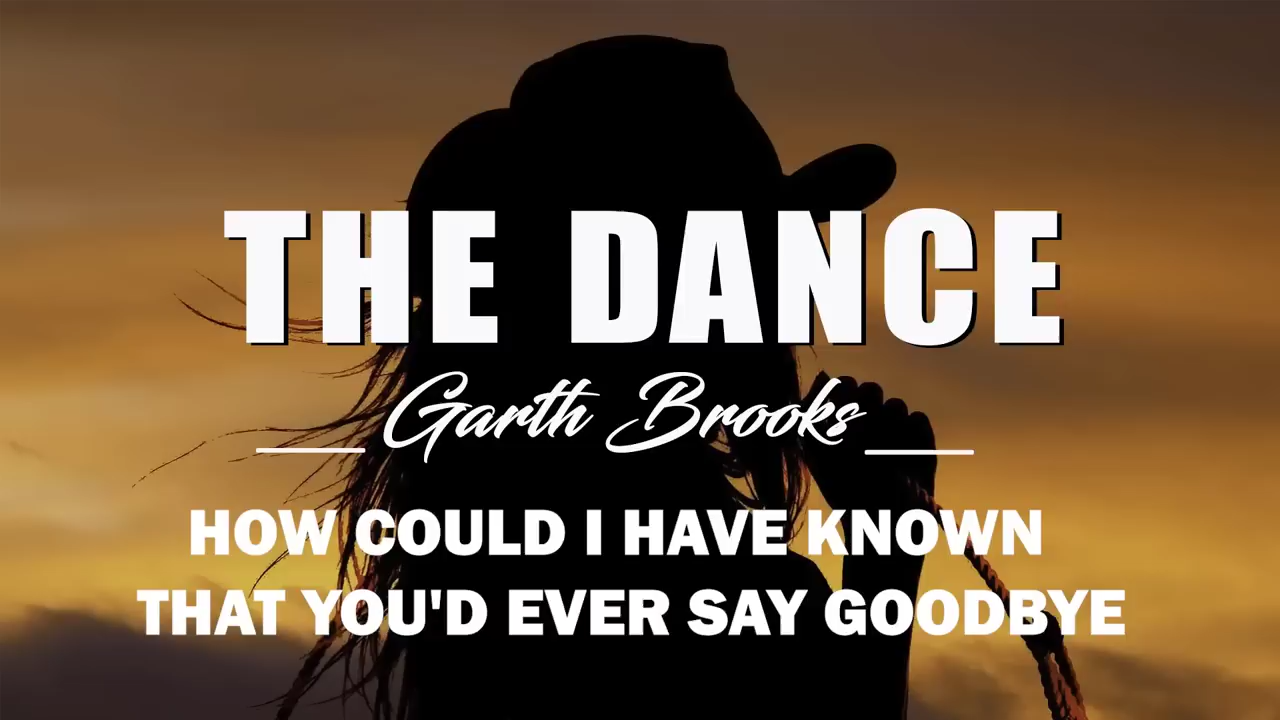 THE DANCE
Garth Brooks
HOW COULD I HAVE KNOWN
THAT YOU'D EVER SAY GOODBYE